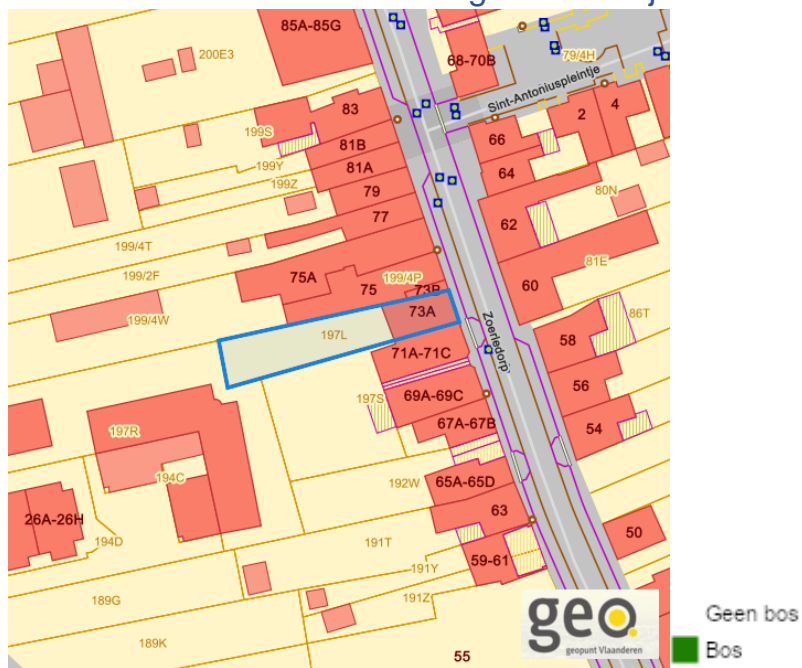 85A-85G
68-70B
79/4H
200E3
Sint-Antoniuspleintje
83
2
4
199S
66
81B
199Y
81A
64
199Z
79
80N
77
62
199/4T
81E
199/2F
75A
199/4P
60
75
73B
86T
199/4W
73A
Zoerledorp
58
197L
71A-71C
56
197S
69A-69C
67A-67B
54
197R
194C
192W
65A-65D
26A-26H
63
50
194D
191T
59-61
191Y
189G
191Z
geo.
geopunt Vlaanderen
Geen bos
189K
55
Bos